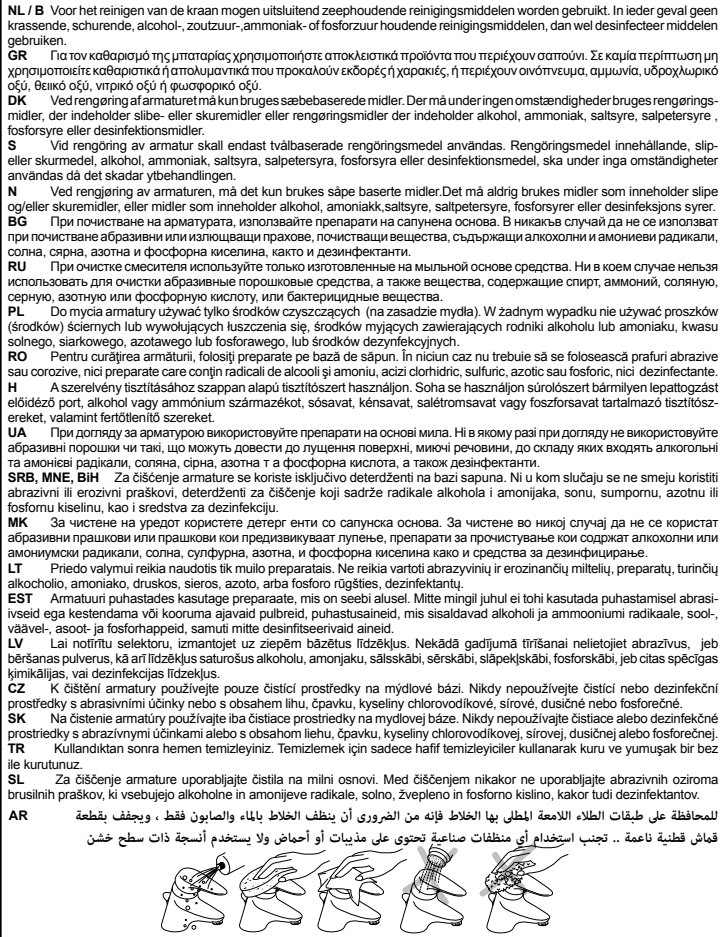 NL / B Voor het reinigen van de kraan mogen uitsluitend zeephoudende reinigingsmiddelen worden gebruikt. In ieder geval geen
krassende, schurende, alcohol-, zoutzuur-,ammoniak- of fosforzuur houdende reinigingsmiddelen, dan wel desinfecteer middelen
gebruiken.
GR Για τον καθαρισμό της μπαταρίας χρησιμοποιήστε αποκλειστικά προϊόντα που περιέχουν σαπούνι. Σε καμία περίπτωση μη
χρησιμοποιείτε καθαριστικά ή απολυμαντικά που προκαλούν εκδορές ή χαρακιές, ή περιέχουν οινόπνευμα, αμμωνία, υδροχλωρικό
οξύ, θειικό οξύ, νιτρικό οξύ ή φωσφορικό οξύ.
DK Ved rengøring af armaturet må kun bruges sæbebaserede midler. Der må under ingen omstændigheder bruges rengørings-
midler, der indeholder slibe- eller skuremidler eller rengøringsmidler der indeholder alkohol, ammoniak, saltsyre, salpetersyre ,
fosforsyre eller desinfektionsmidler.
S Vid rengöring av armatur skall endast tvålbaserade rengöringsmedel användas. Rengöringsmedel innehållande, slip-
eller skurmedel, alkohol, ammoniak, saltsyra, salpetersyra, fosforsyra eller desinfektionsmedel, ska under inga omständigheter
användas då det skadar ytbehandlingen.
N Ved rengjøring av armaturen, må det kun brukes såpe baserte midler.Det må aldrig brukes midler som inneholder slipe
og/eller skuremidler, eller midler som inneholder alkohol, amoniakk,saltsyre, saltpetersyre, fosforsyrer eller desinfeksjons syrer.
BG При почистване на арматурата, използвайте препарати на сапунена основа. В никакъв случай да не се използват
при почистване абразивни или излющващи прахове, почистващи вещества, съдържащи алкохолни и амониеви радикали,
солна, сярна, азотна и фосфорна киселина, както и дезинфектанти.
RU При очистке смесителя используйте только изготовленные на мыльной основе средства. Ни в коем случае нельзя
использовать для очистки абразивные порошковые средства, а также вещества, содержащие спирт, аммоний, соляную,
серную, азотную или фосфорную кислоту, или бактерицидные вещества.
PL Do mycia armatury używać tylko środków czyszczących (na zasadzie mydła). W żadnym wypadku nie używać proszków
(środków) ściernych lub wywołujących łuszczenia się, środków myjących zawierających rodniki alkoholu lub amoniaku, kwasu
solnego, siarkowego, azotawego lub fosforawego, lub środków dezynfekcyjnych.
RO Pentru curăţirea armăturii, folosiţi preparate pe bază de săpun. În niciun caz nu trebuie să se folosească prafuri abrazive
sau corozive, nici preparate care conţin radicali de alcooli şi amoniu, acizi clorhidric, sulfuric, azotic sau fosforic, nici dezinfectante.
H A szerelvény tisztításához szappan alapú tisztítószert használjon. Soha se használjon súrolószert bármilyen lepattogzást
előidéző port, alkohol vagy ammónium származékot, sósavat, kénsavat, salétromsavat vagy foszforsavat tartalmazó tisztítósz-
ereket, valamint fertőtlenítő szereket.
UA При догляду за арматурою використовуйте препарати на основі мила. Ні в якому разі при догляду не використовуйте
абразивні порошки чи такі, що можуть довести до лущення поверхні, миючі речовини, до складу яких входять алкогольні
та амонієві радікали, соляна, сірна, азотна т а фосфорна кислота, а також дезінфектанти.
SRB, MNE, BiH Za čišćenje armature se koriste isključivo deterdženti na bazi sapuna. Ni u kom slučaju se ne smeju koristiti
abrazivni ili erozivni praškovi, deterdženti za čišćenje koji sadrže radikale alkohola i amonijaka, sonu, sumpornu, azotnu ili
fosfornu kiselinu, kao i sredstva za dezinfekciju.
MK За чистене на уредот користете детерг енти со сапунска основа. За чистене во никој случај да не се користат
абразивни прашкови или прашкови кои предизвикуваат лупење, препарати за прочистување кои содржат алкохолни или
амониумски радикали, солна, сулфурна, азотна, и фосфорна киселина како и средства за дезинфицирање.
LT Priedo valymui reikia naudotis tik muilo preparatais. Ne reikia vartoti abrazyvinių ir erozinančių miltelių, preparatų, turinčių
alkocholio, amoniako, druskos, sieros, azoto, arba fosforo rūgšties, dezinfektantų.
EST Armatuuri puhastades kasutage preparaate, mis on seebi alusel. Mitte mingil juhul ei tohi kasutada puhastamisel abrasi-
ivseid ega kestendama või kooruma ajavaid pulbreid, puhastusaineid, mis sisaldavad alkoholi ja ammooniumi radikaale, sool-,
väävel-, asoot- ja fosforhappeid, samuti mitte desinfitseerivaid aineid.
LV Lai notīrītu selektoru, izmantojet uz ziepēm bāzētus līdzekļus. Nekādā gadījumā tīrīšanai nelietojiet abrazīvus, jeb
bēršanas pulverus, kā arī līdzekļus saturošus alkoholu, amonjaku, sālsskābi, sērskābi, slāpekļskābi, fosforskābi, jeb citas spēcīgas
ķimikālijas, vai dezinfekcijas līdzekļus.
CZ K čištění armatury používejte pouze čistící prostředky na mýdlové bázi. Nikdy nepoužívejte čistící nebo dezinfekční
prostředky s abrasivními účinky nebo s obsahem lihu, čpavku, kyseliny chlorovodíkové, sírové, dusičné nebo fosforečné.
SK Na čistenie armatúry používajte iba čistiace prostriedky na mydlovej báze. Nikdy nepoužívajte čistiace alebo dezinfekčné
prostriedky s abrazívnymi účinkami alebo s obsahom liehu, čpavku, kyseliny chlorovodíkovej, sírovej, dusičnej alebo fosforečnej.
TR Kullandıktan sonra hemen temizleyiniz. Temizlemek için sadece hafif temizleyiciler kullanarak kuru ve yumuşak bir bez
ile kurutunuz.
SL Za čiščenje armature uporabljajte čistila na milni osnovi. Med čiščenjem nikakor ne uporabljajte abrazivnih oziroma
brusilnih praškov, ki vsebujejo alkoholne in amonijeve radikale, solno, žvepleno in fosforno kislino, kakor tudi dezinfektantov.
AR للمحافظة على طبقات الطلاء اللامعة المطلى بها الخلاط فإنه من الضرورى أن ينظف الخلاط بالماء والصابون فقط ، ويجفف بقطعة
قماش قطنية ناعمة .. تجنب استخدام أي منظفات صناعية تحتوى على مذيبات أو أحماض ولا يستخدم أنسجة ذات سطح خشن